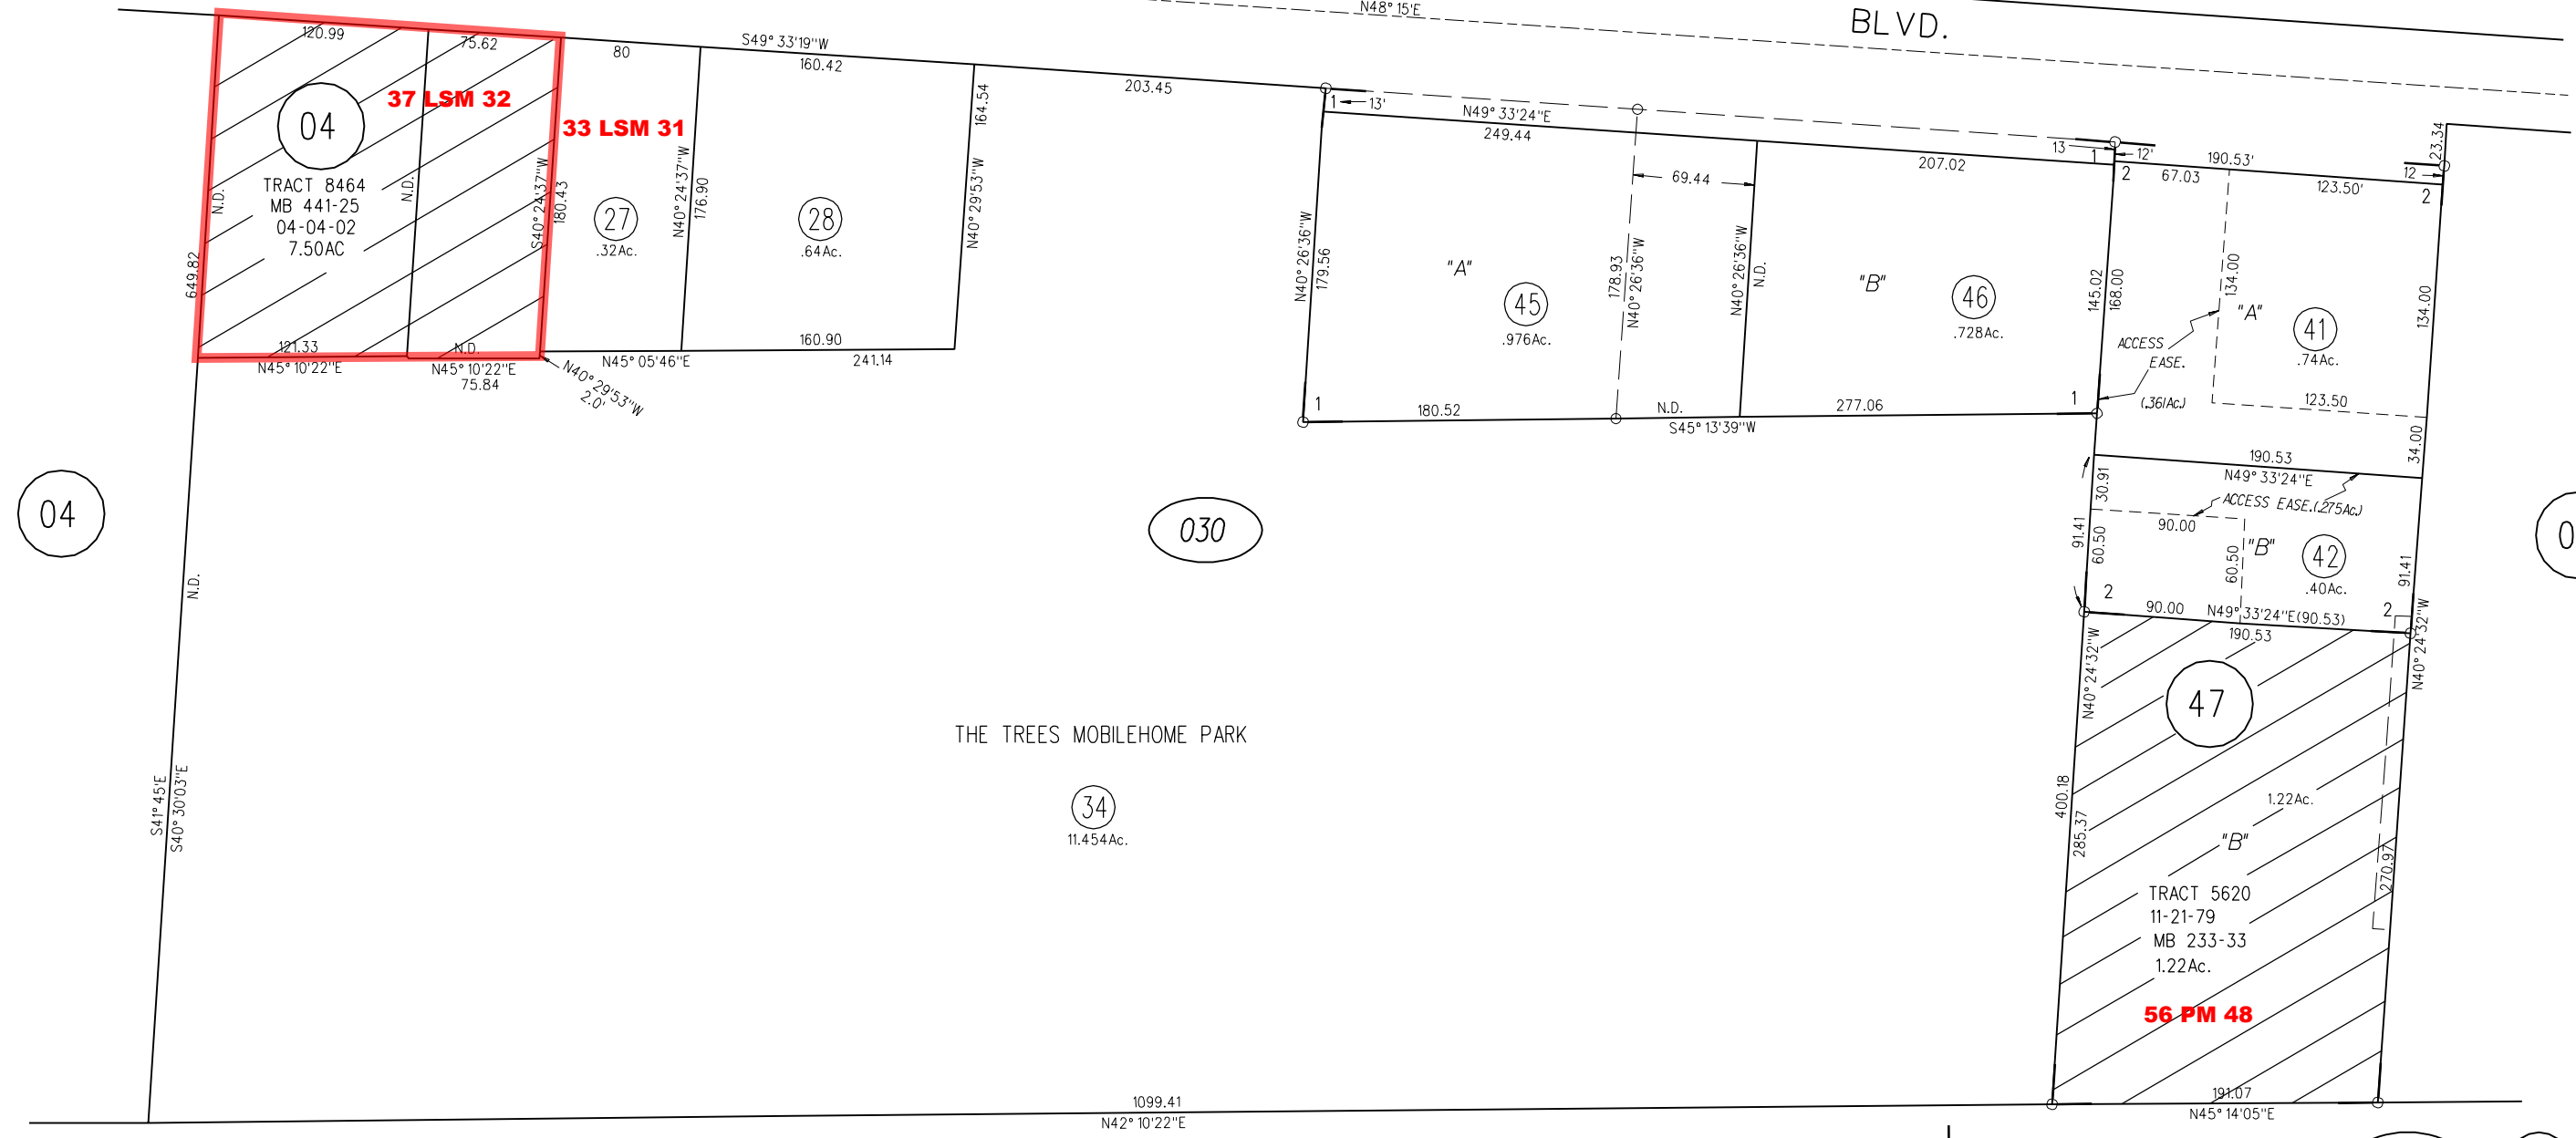 N48°15'E
BLVD.
120.99
75.62
80
S49°33'19"W
160.42
203.45
37 LSM 32
33 LSM 31
04
TRACT 8464
MB 441-25
04-04-02
7.50AC
N.D.
N.D.
649.82
S40°24'37"W
180.43
27
.32Ac.
N40°24'37"W
176.90
28
.64Ac.
164.54
N40°29'53"W
121.33
N.D.
N45°10'22"E
N45°10'22"E
75.84
N40°29'53"W
2.0'
N45°05'46"E
160.90
241.14
1
13'
N49°33'24"E
249.44
69.44
207.02
13
1
12'
2
190.53'
67.03
123.50'
12
23.34
2
N40°26'36"W
179.56
"A"
45
.976Ac.
178.93
N40°26'36"W
N40°26'36"W
N.D.
"B"
46
.728Ac.
145.02
168.00
134.00
"A"
41
.74Ac.
134.00
ACCESS
EASE.
(.361Ac.)
123.50
34.00
1
180.52
N.D.
277.06
1
S45°13'39"W
190.53
N49°33'24"E
30.91
ACCESS EASE.(.275Ac.)
90.00
91.41
60.50
60.50
"B"
42
.40Ac.
91.41
2
90.00
N49°33'24"E(90.53)
2
190.53
04
030
0
N.D.
N40°24'32"W
N40°24'32"W
47
THE TREES MOBILEHOME PARK
34
11.454Ac.
S41°45'E
S40°30'03"E
400.18
285.37
1.22Ac.
"B"
270.97
TRACT 5620
11-21-79
MB 233-33
1.22Ac.
56 PM 48
1099.41
N42°10'22"E
191.07
N45°14'05"E